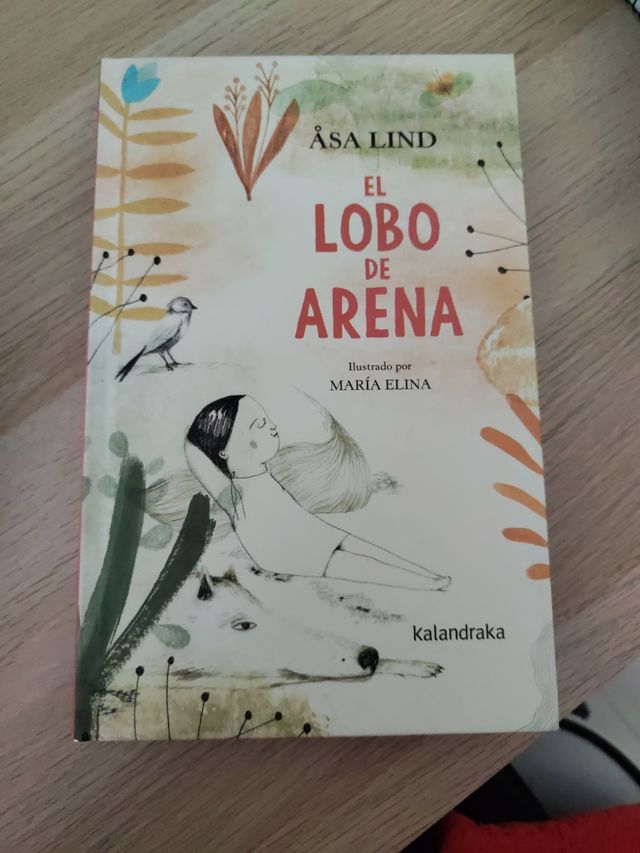 ÅSA LIND
EL
LOBO
DE
ARENA
Ilustrado por
MARÍA ELINA
kalandraka